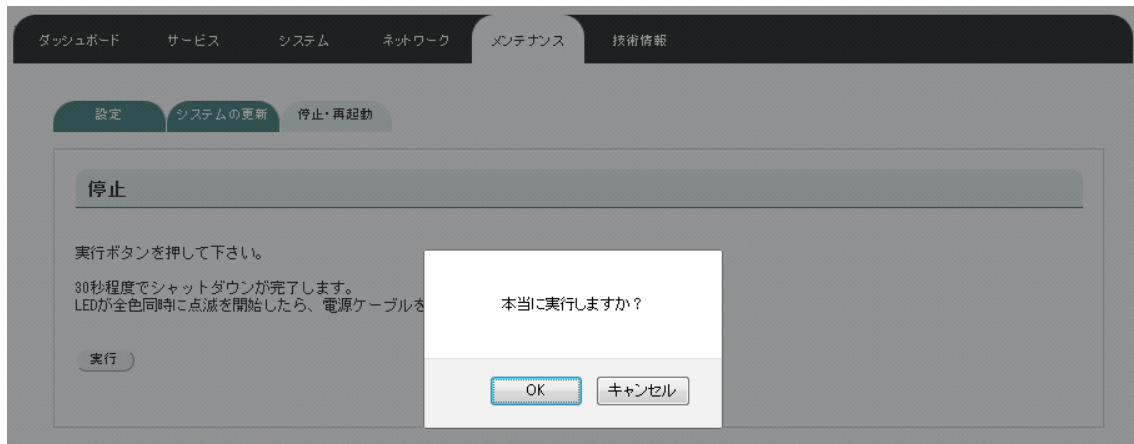 ダッシュボード サービス システム ネットワーク メンテナンス 技術情報
設定 システムの更新 停止・再起動
停止
実行ボタンを押して下さい。
30秒程度でシャットダウンが完了します。
LEDが全色同時に点滅を開始したら、電源ケーブルを
実行
本当に実行しますか？
OK キャンセル